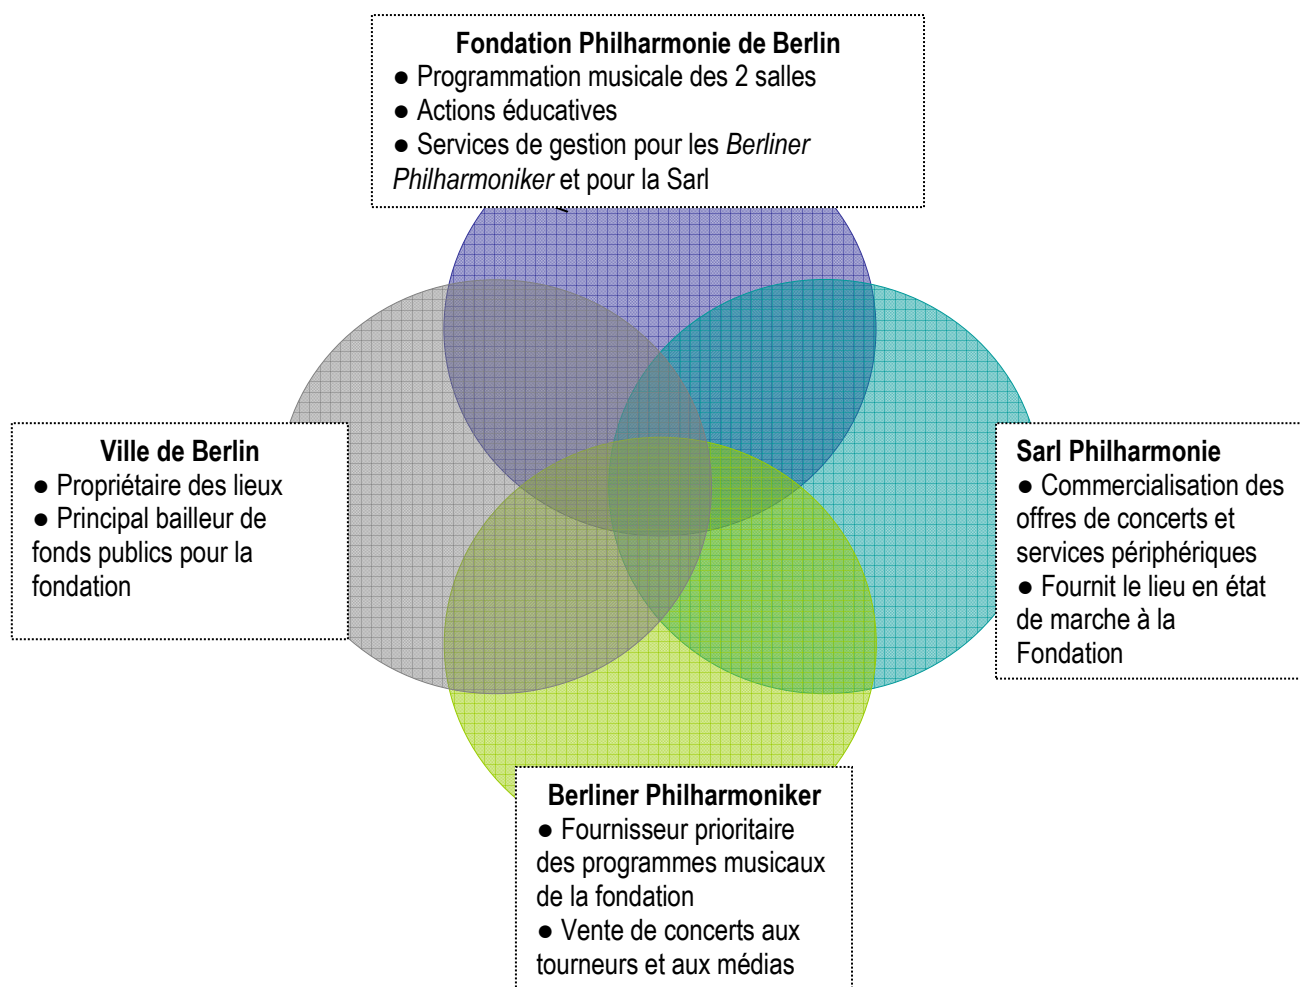 Fondation Philharmonie de Berlin
● Programmation musicale des 2 salles
● Actions éducatives
● Services de gestion pour les Berliner
Philharmoniker et pour la Sarl
Ville de Berlin
● Propriétaire des lieux
● Principal bailleur de
fonds publics pour la
fondation
Sarl Philharmonie
● Commercialisation des
offres de concerts et
services périphériques
● Fournit le lieu en état
de marche à la
Fondation
Berliner Philharmoniker
● Fournisseur prioritaire
des programmes musicaux
de la fondation
● Vente de concerts aux
tourneurs et aux médias